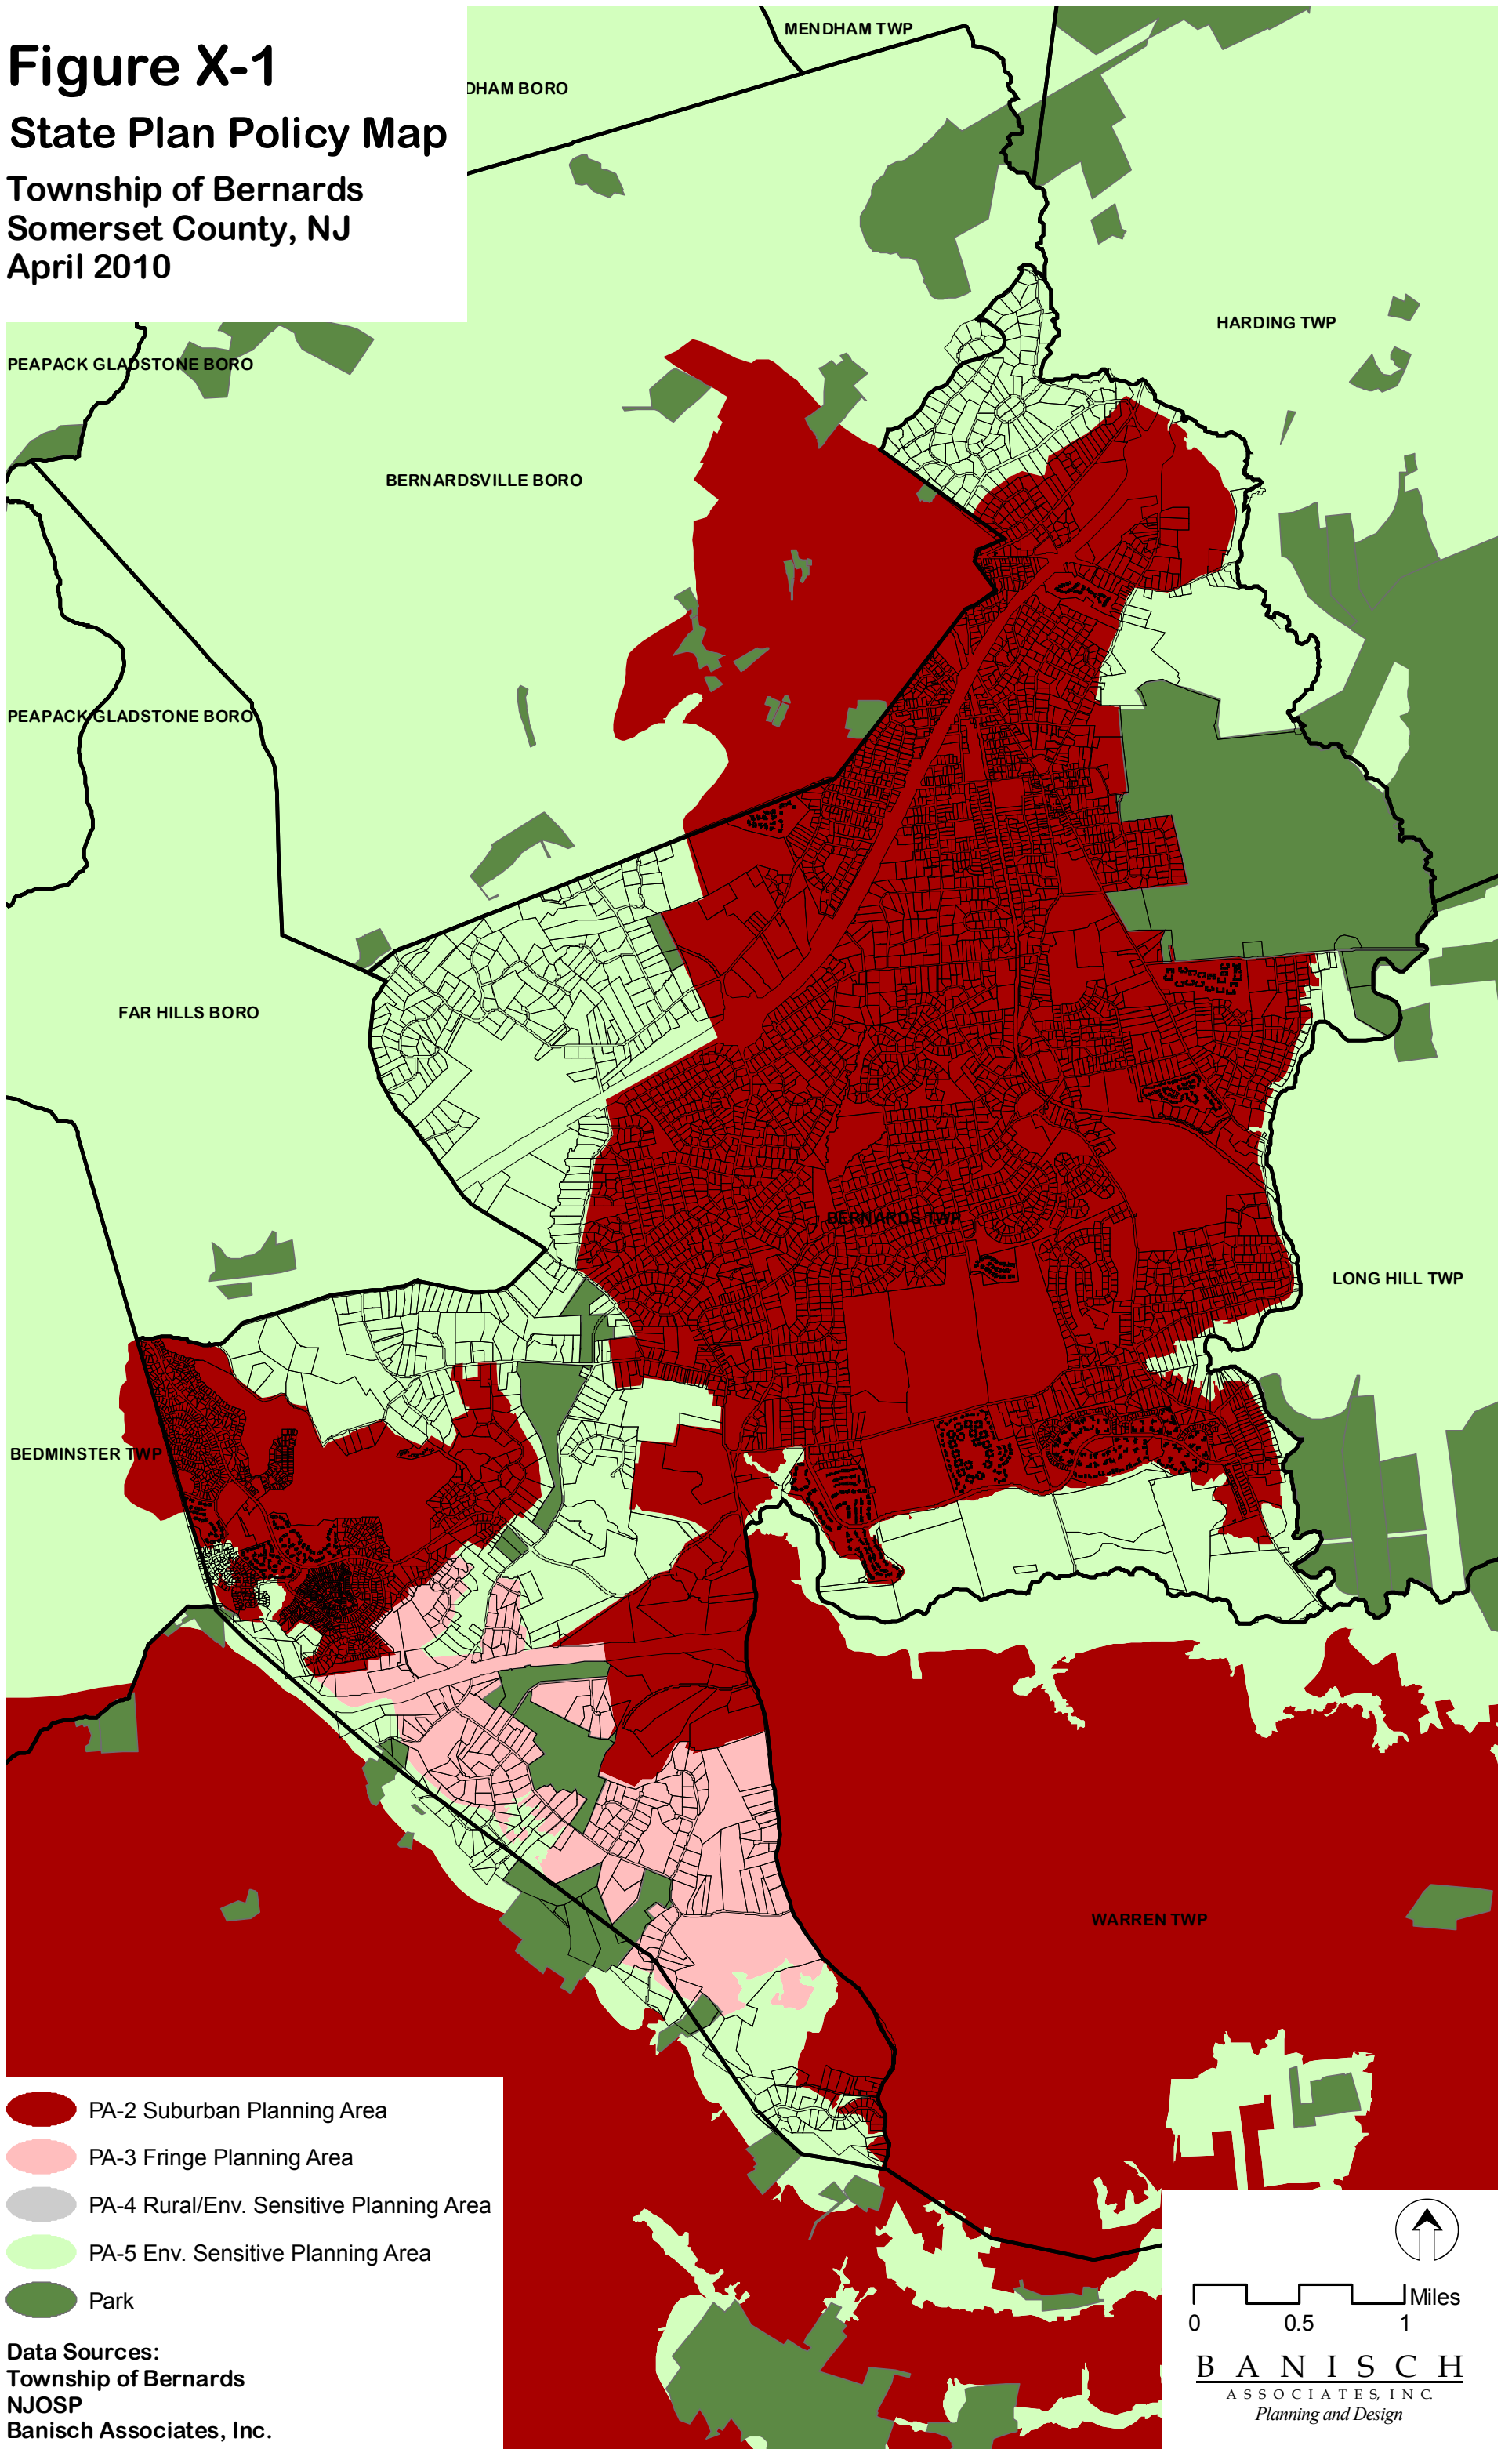 Figure X-1
State Plan Policy Map
Township of Bernards
Somerset County, NJ
April 2010
MENDHAM TWP
DHAM BORO
HARDING TWP
PEAPACK GLADSTONE BORO
BERNARDSVILLE BORO
PEAPACK GLADSTONE BORO
FAR HILLS BORO
BERNARDS TWP
LONG HILL TWP
BEDMINSTER TWP
WARREN TWP
PA-2 Suburban Planning Area
PA-3 Fringe Planning Area
PA-4 Rural/Env. Sensitive Planning Area
PA-5 Env. Sensitive Planning Area
Park
Data Sources:
Township of Bernards
NJOSP
Banisch Associates, Inc.
Miles
0 0.5 1
BANISCH
ASSOCIATES, INC.
Planning and Design